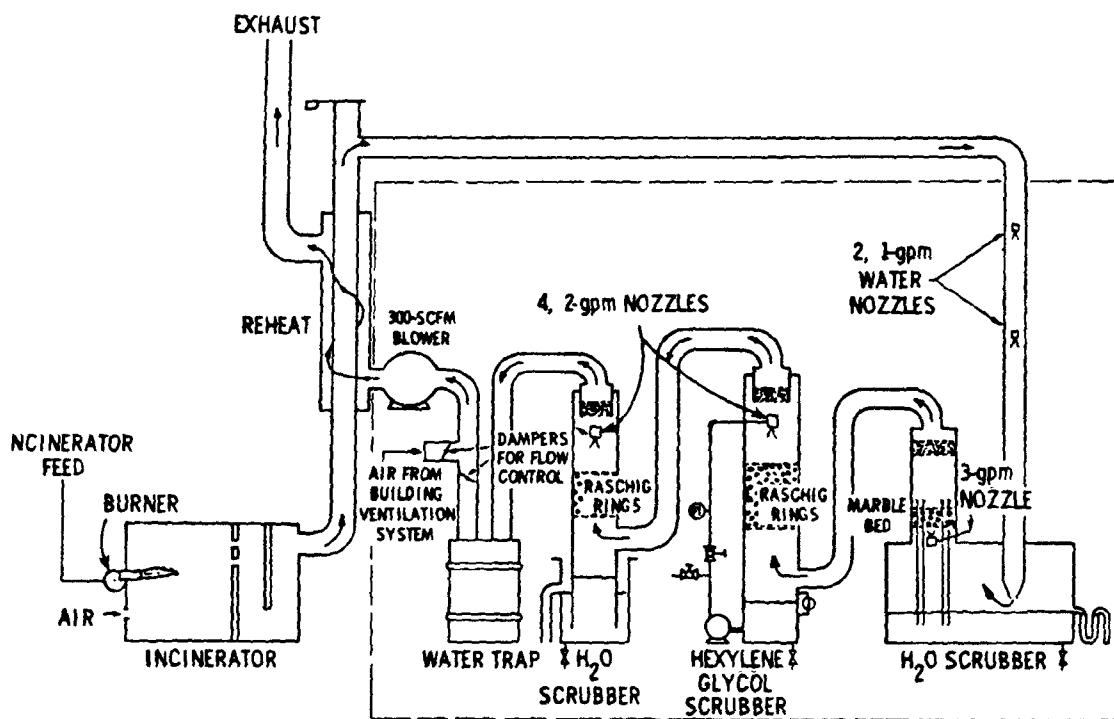 EXHAUST
2, 1-gpm
WATER
NOZZLES
4, 2-gpm NOZZLES
300-SCFM
BLOWER
REHEAT
NCINERATOR
FEED
BURNER
AIR
INCINERATOR
AIR FROM
BUILDING
VENTILATION
SYSTEM
DAMPERS
FOR FLOW
CONTROL
RASCHIG
RINGS
RASCHIG
RINGS
3-gpm
NOZZLE
MARBLE
BED
WATER TRAP
H2O
SCRUBBER
HEXYLENE
GLYCOL
SCRUBBER
H2O SCRUBBER